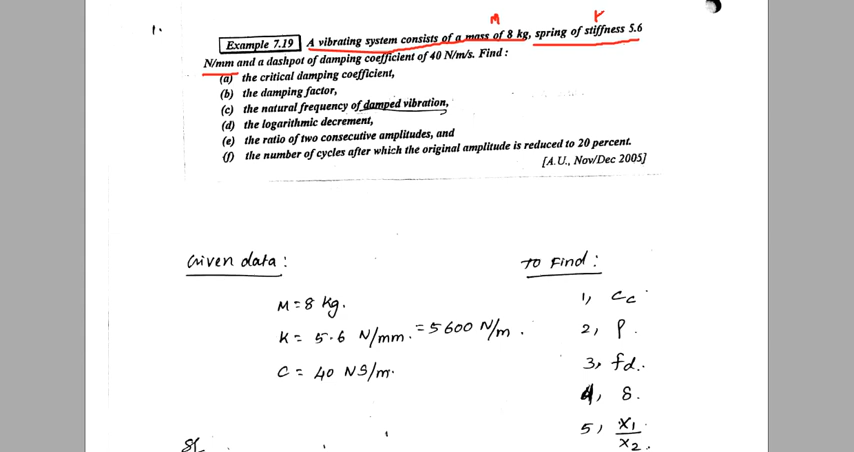 1.
M K
Example 7.19 A vibrating system consists of a mass of 8 kg, spring of stiffness 5.6
N/mm and a dashpot of damping coefficient of 40 N/m/s. Find :
(a) the critical damping coefficient,
(b) the damping factor,
(c) the natural frequency of damped vibration,
(d) the logarithmic decrement,
(e) the ratio of two consecutive amplitudes, and
(f) the number of cycles after which the original amplitude is reduced to 20 percent.
[A.U., Nov/Dec 2005]
Given data :
M = 8 kg.
K = 5.6 N/mm. = 5600 N/m.
C = 40 NS/m.
To Find :
1, Cc
2, ρ.
3, fd.
4, δ.
5) X1/X2.